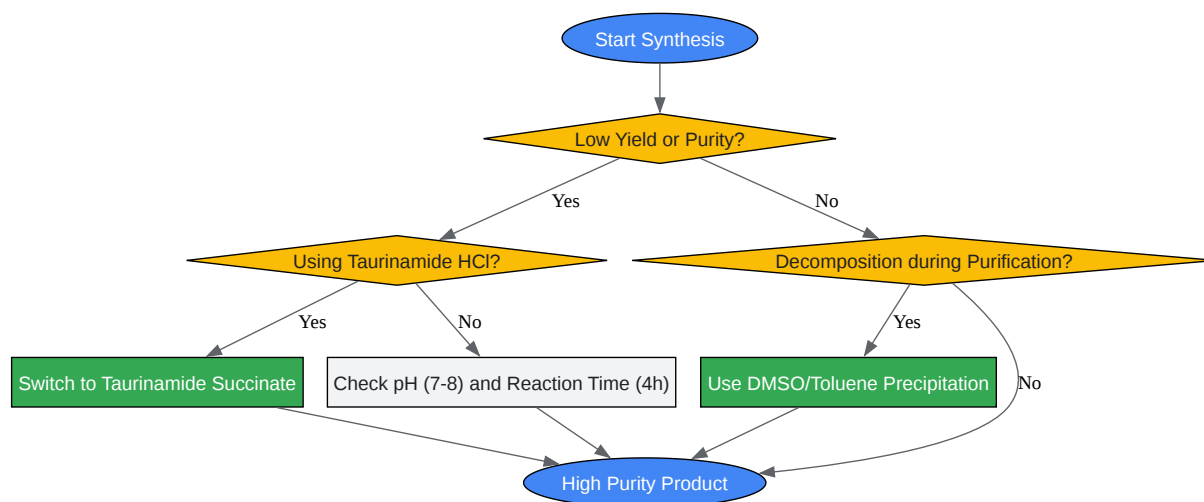 Start Synthesis
Low Yield or Purity?
Yes
No
Using Taurinamide HCl?
Decomposition during Purification?
Yes
No
Yes
Switch to Taurinamide Succinate
Check pH (7-8) and Reaction Time (4h)
Use DMSO/Toluene Precipitation
No
High Purity Product